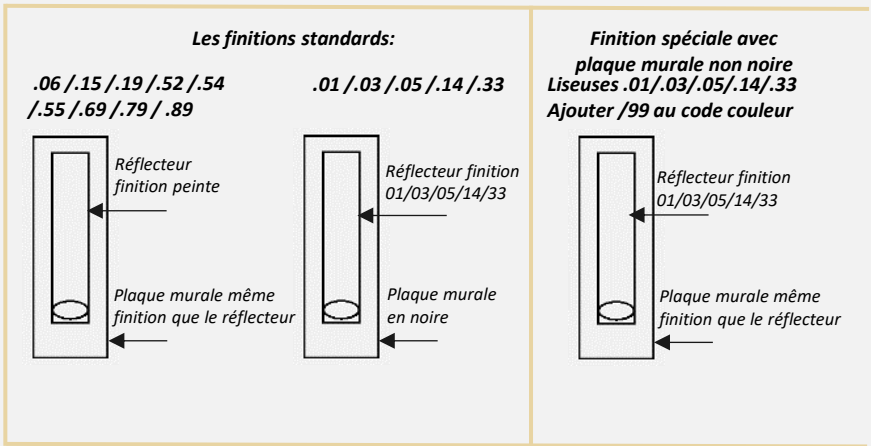 Les finitions standards:
.06 /.15 /.19 /.52 /.54
/.55 /.69 /.79 / .89
Réflecteur
finition peinte
Plaque murale même
finition que le réflecteur
.01 /.03 /.05 /.14 /.33
Réflecteur finition
01/03/05/14/33
Plaque murale
en noire
Finition spéciale avec
plaque murale non noire
Liseuses .01/.03/.05/.14/.33
Ajouter /99 au code couleur
Réflecteur finition
01/03/05/14/33
Plaque murale même
finition que le réflecteur